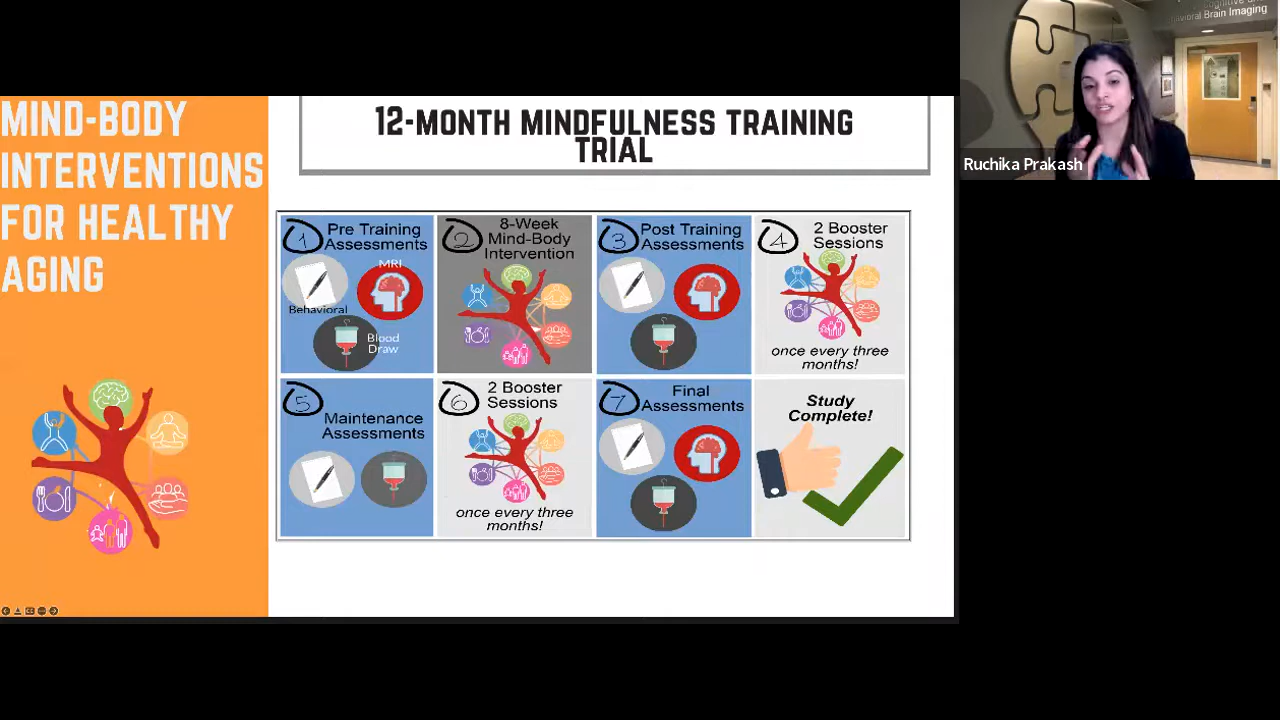 MIND-BODY
INTERVENTIONS
FOR HEALTHY
AGING
12-MONTH MINDFULNESS TRAINING
TRIAL
1 Pre Training
Assessments
MRI
Behavioral
Blood
Draw
2 8-Week
Mind-Body
Intervention
3 Post Training
Assessments
4 2 Booster
Sessions
once every three
months!
5 Maintenance
Assessments
6 2 Booster
Sessions
once every three
months!
7 Final
Assessments
Study
Complete!
Brain Imaging
Ruchika Prakash